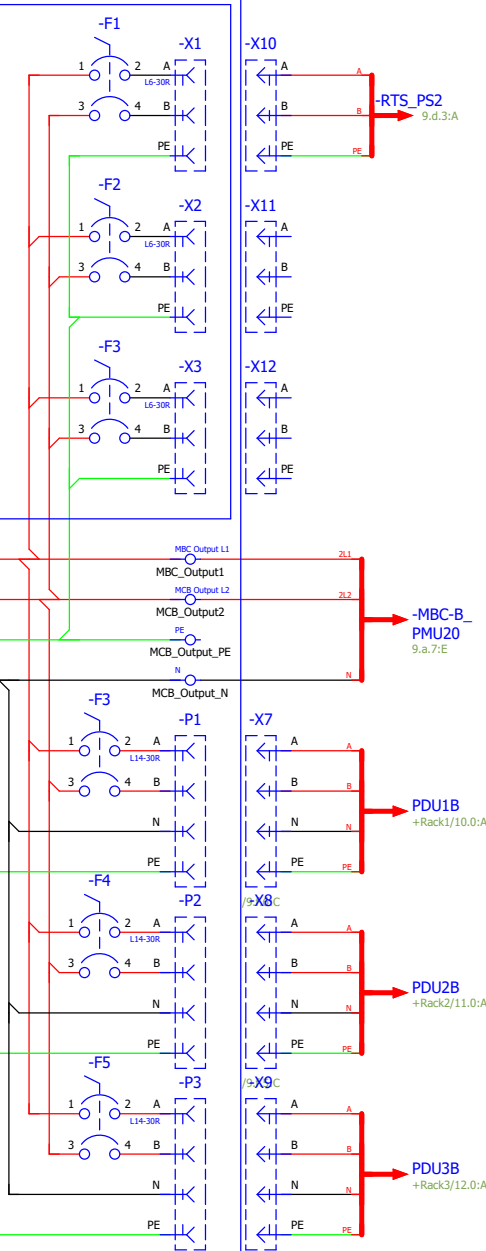 -F1
-X1
-X10
1
2
A
A
A
L6-30R
-RTS_PS2
3
4
B
B
B
9.d.3:A
PE
PE
PE
-F2
-X2
-X11
1
2
A
A
L6-30R
3
4
B
B
PE
PE
-F3
-X3
-X12
1
2
A
A
L6-30R
3
4
B
B
PE
PE
MBC Output L1
2L1
MBC_Output1
MCB Output L2
2L2
MCB_Output2
-MBC-B_
PMU20
9.a.7:E
PE
MCB_Output_PE
N
N
MCB_Output_N
-F3
-P1
-X7
1
2
A
A
A
L14-30R
3
4
B
B
B
PDU1B
+Rack1/10.0:A
N
N
N
PE
PE
PE
-F4
-P2
-X8
1
2
A
A
A
L14-30R
3
4
B
B
B
PDU2B
+Rack2/11.0:A
N
N
N
PE
PE
PE
-F5
-P3
-X9
1
2
A
A
A
L14-30R
3
4
B
B
B
PDU3B
+Rack3/12.0:A
N
N
N
PE
PE
PE